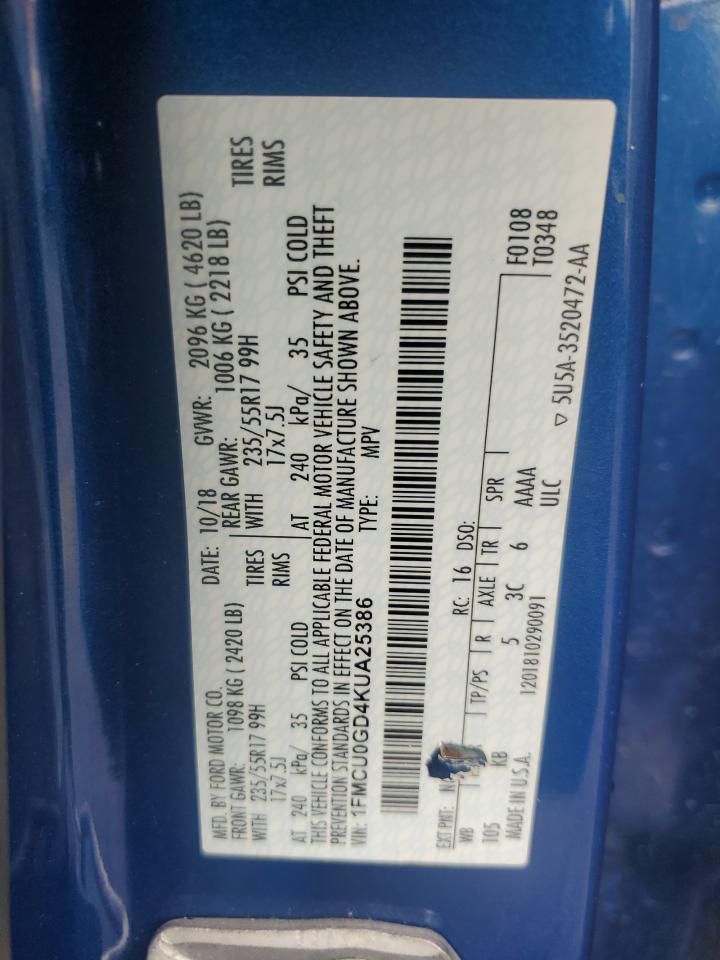 MFD. BY FORD MOTOR CO.
DATE: 10/18 GVWR: 2096 KG ( 4620 LB)
FRONT GAWR: 1098 KG ( 2420 LB)
REAR GAWR: 1006 KG ( 2218 LB)
WITH 235/55R17 99H TIRES
17x7.5J RIMS
WITH 235/55R17 99H TIRES
17x7.5J RIMS
AT 240 kPa/ 35 PSI COLD
AT 240 kPa/ 35 PSI COLD
THIS VEHICLE CONFORMS TO ALL APPLICABLE FEDERAL MOTOR VEHICLE SAFETY AND THEFT
PREVENTION STANDARDS IN EFFECT ON THE DATE OF MANUFACTURE SHOWN ABOVE.
VIN: 1FMCU0GD4KUA25386 TYPE: MPV
EXT PNT: RC: 16 DSO:
F0108
T0348
WB TP/PS R AXLE TR SPR
105 KB 5 3C 6 AAAA
MADE IN U.S.A. 1201810290091 ULC
▽ 5U5A-3520472-AA